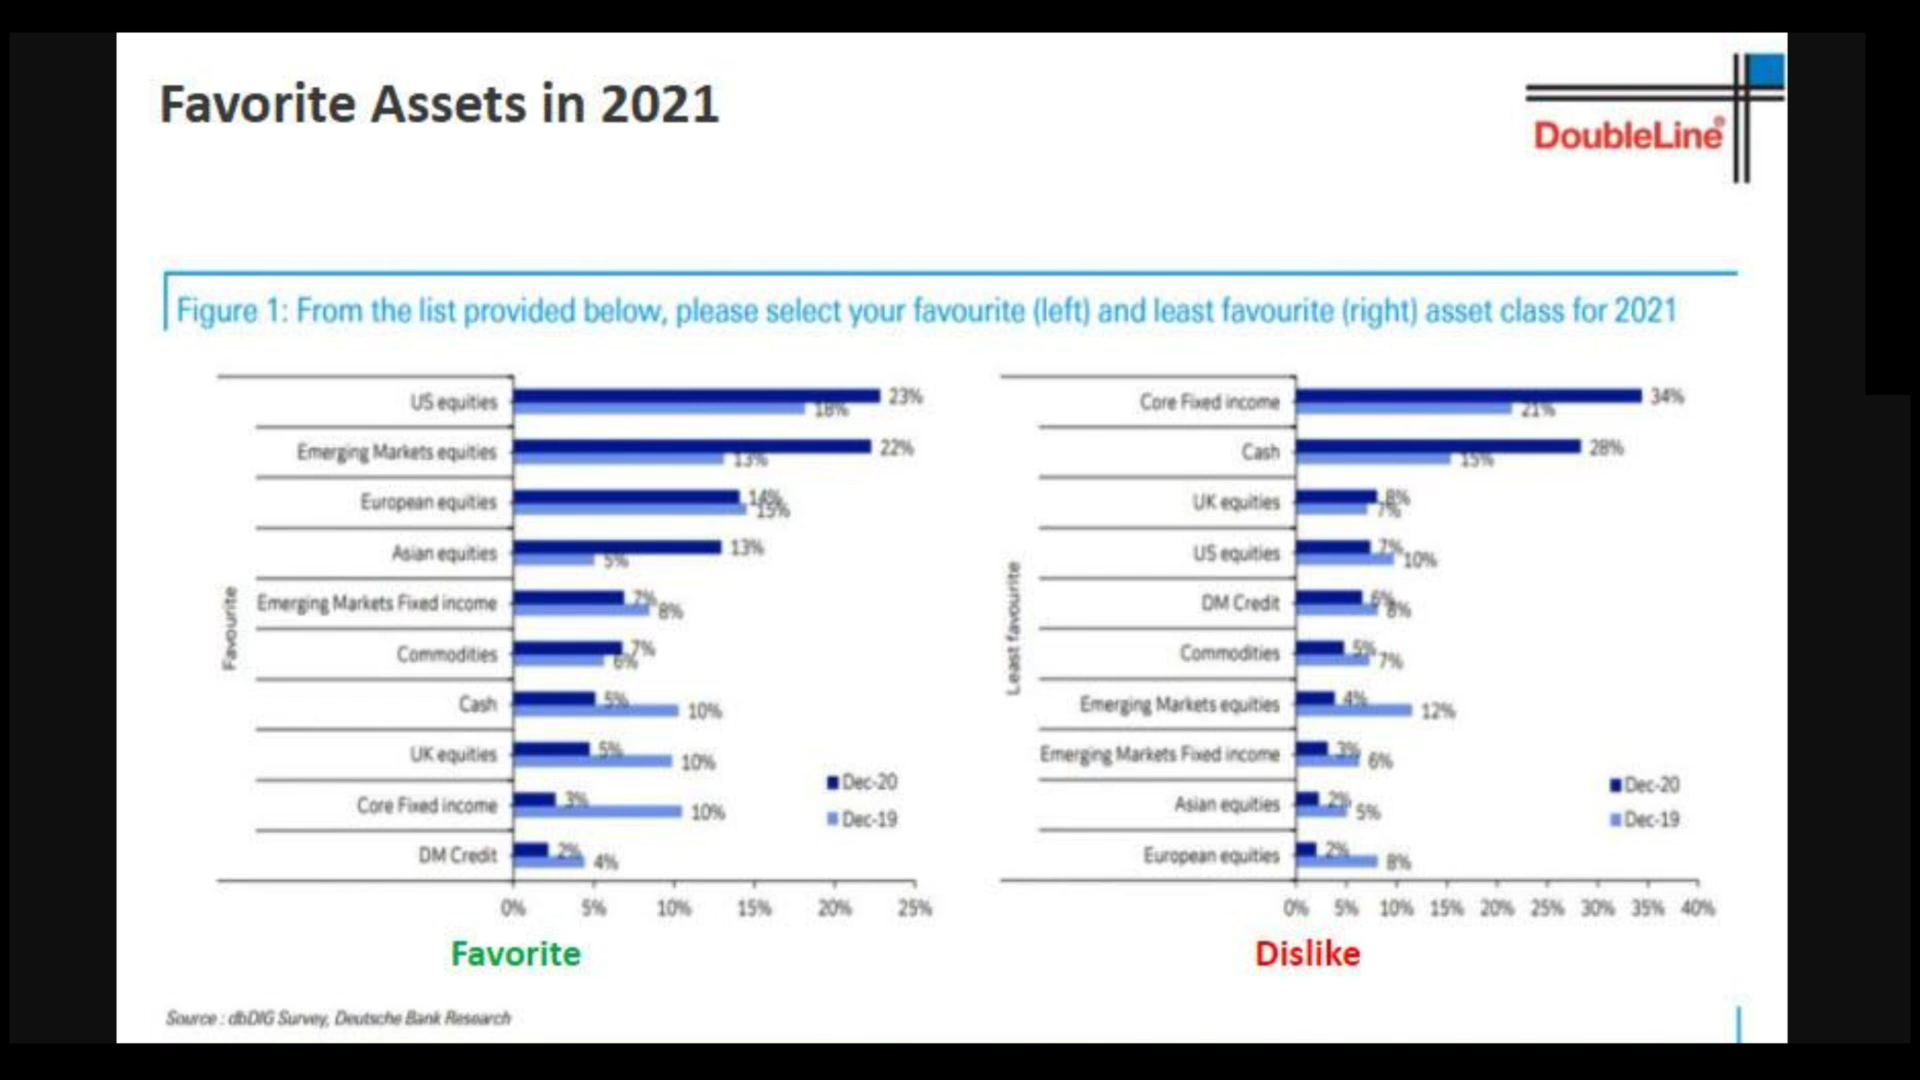 Favorite Assets in 2021
DoubleLine®
Figure 1: From the list provided below, please select your favourite (left) and least favourite (right) asset class for 2021
Favourite
US equities 23% 18%
Emerging Markets equities 22% 13%
European equities 14% 15%
Asian equities 13% 5%
Emerging Markets Fixed income 7% 8%
Commodities 7% 6%
Cash 5% 10%
UK equities 5% 10%
Core Fixed income 3% 10%
DM Credit 2% 4%
Dec-20
Dec-19
0% 5% 10% 15% 20% 25%
Favorite
Least favourite
Core Fixed income 34% 21%
Cash 28% 15%
UK equities 8% 7%
US equities 7% 10%
DM Credit 6% 8%
Commodities 5% 7%
Emerging Markets equities 4% 12%
Emerging Markets Fixed income 3% 6%
Asian equities 2% 5%
European equities 2% 8%
Dec-20
Dec-19
0% 5% 10% 15% 20% 25% 30% 35% 40%
Dislike
Source : dbDIG Survey, Deutsche Bank Research